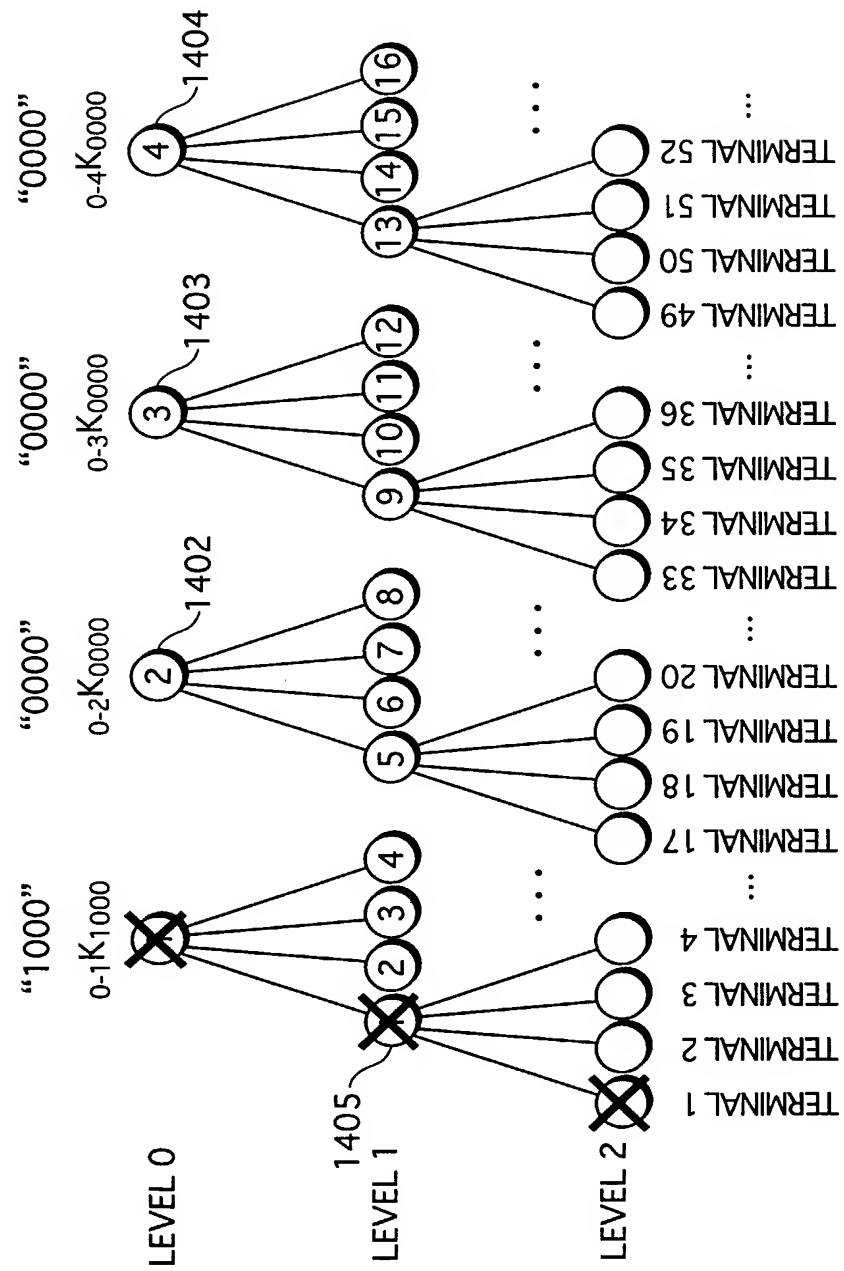 “1000” “0000” “0000” “0000”
0-1K1000 0-2K0000 0-3K0000 0-4K0000
LEVEL 0 2 1402 3 1403 4 1404
1405
LEVEL 1 2 3 4 5 6 7 8 9 10 11 12 13 14 15 16
... ... ... ...
LEVEL 2
TERMINAL 1
TERMINAL 2
TERMINAL 3
TERMINAL 4
...
TERMINAL 17
TERMINAL 18
TERMINAL 19
TERMINAL 20
...
TERMINAL 33
TERMINAL 34
TERMINAL 35
TERMINAL 36
...
TERMINAL 49
TERMINAL 50
TERMINAL 51
TERMINAL 52
...